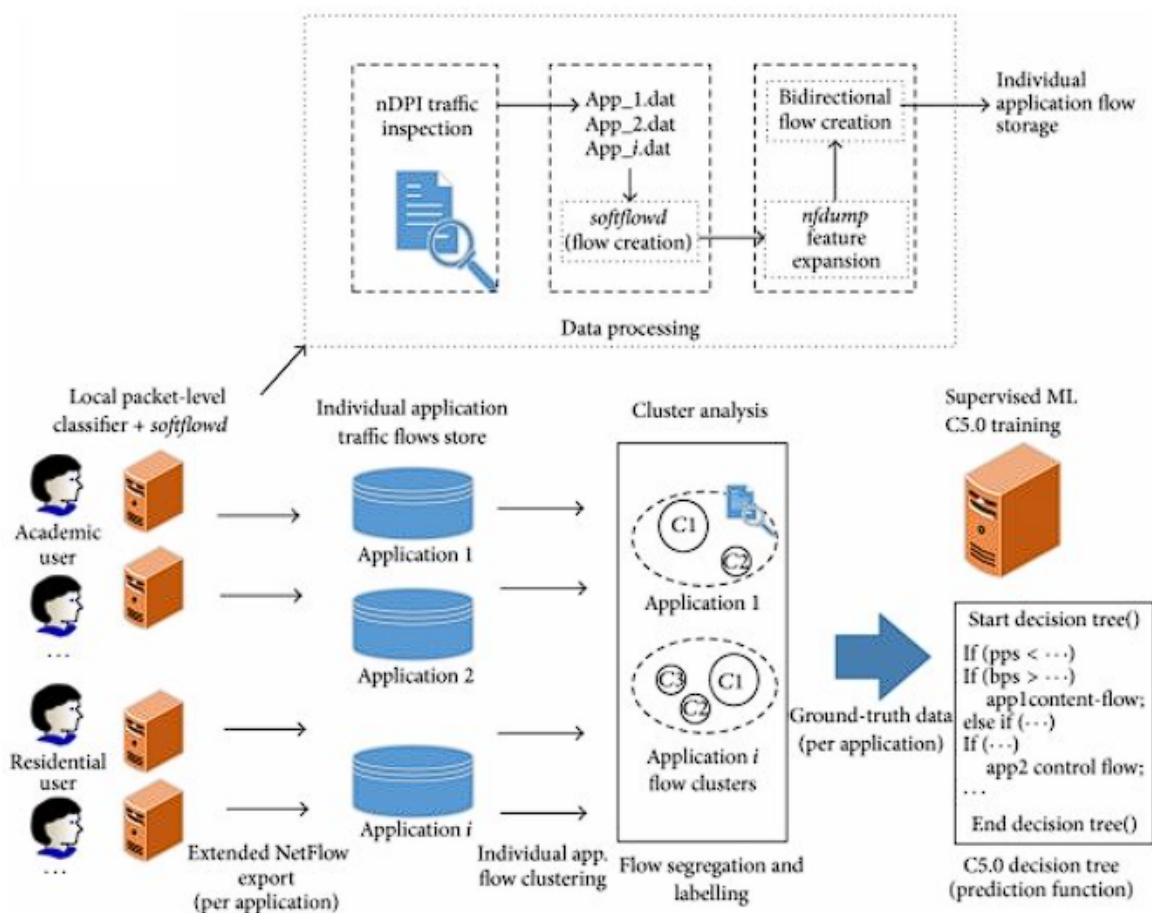 nDPI traffic
inspection
App_1.dat
App_2.dat
App_i.dat
softflowd
(flow creation)
Bidirectional
flow creation
nfdump
feature
expansion
Individual
application flow
storage
Data processing
Local packet-level
classifier + softflowd
Individual application
traffic flows store
Cluster analysis
Supervised ML
C5.0 training
Academic
user
...
Residential
user
...
Extended NetFlow
export
(per application)
Application 1
Application 2
Application i
Individual app.
flow clustering
C1
C2
Application 1
C3
C1
C2
Application i
flow clusters
Flow segregation and
labelling
Ground-truth data
(per application)
Start decision tree()
If (pps < ···)
If (bps > ···)
app1content-flow;
else if (···)
If (···)
app2 control flow;
...
End decision tree()
C5.0 decision tree
(prediction function)